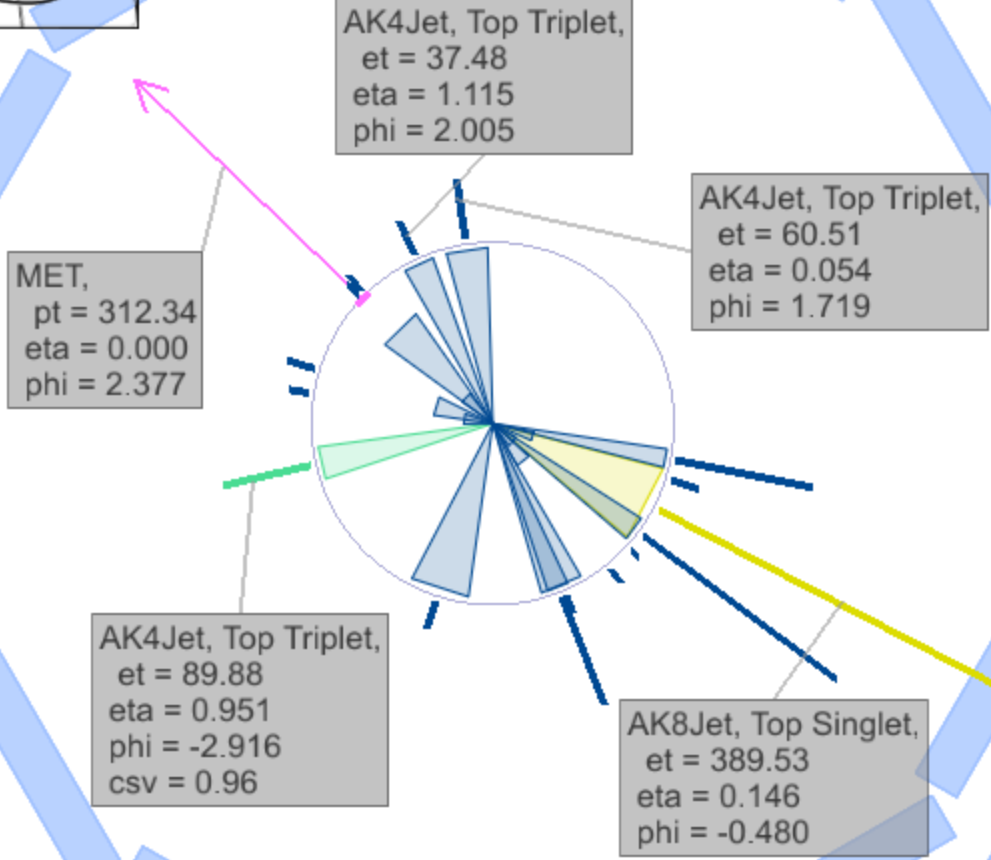 AK4Jet, Top Triplet,
et = 37.48
eta = 1.115
phi = 2.005
AK4Jet, Top Triplet,
et = 60.51
eta = 0.054
phi = 1.719
MET,
pt = 312.34
eta = 0.000
phi = 2.377
AK4Jet, Top Triplet,
et = 89.88
eta = 0.951
phi = -2.916
csv = 0.96
AK8Jet, Top Singlet,
et = 389.53
eta = 0.146
phi = -0.480